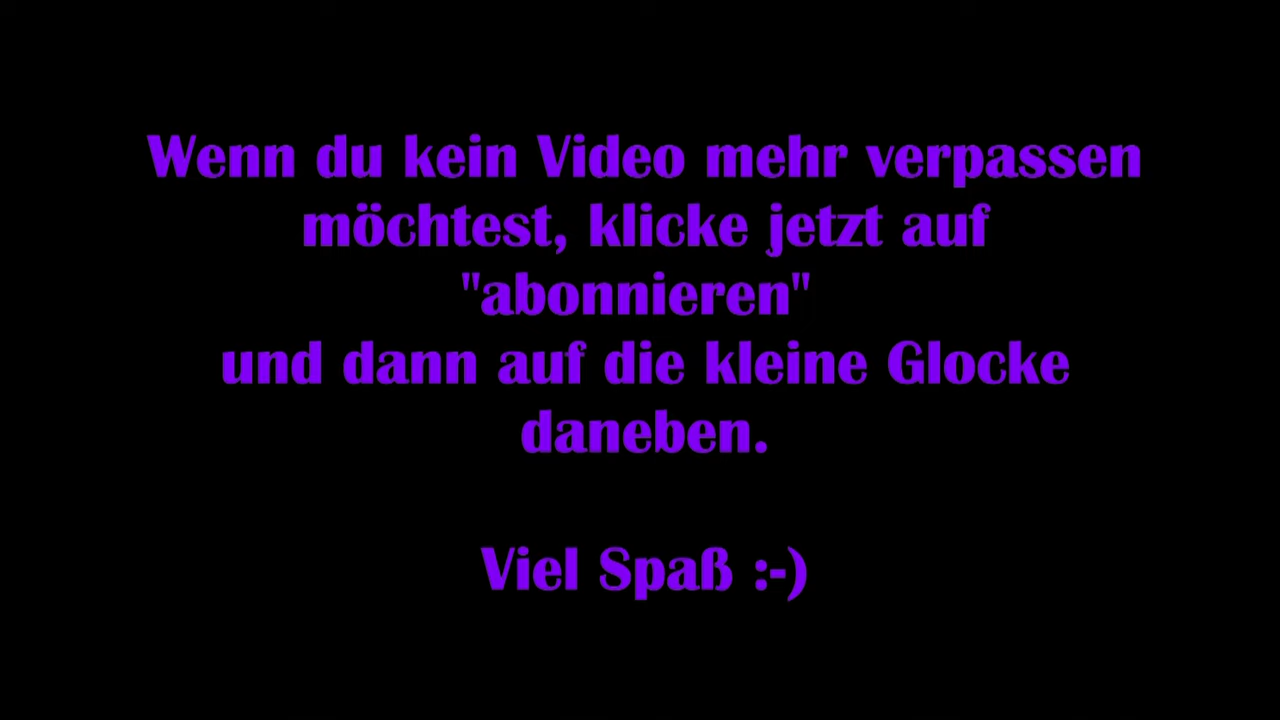 Wenn du kein Video mehr verpassen
möchtest, klicke jetzt auf
"abonnieren"
und dann auf die kleine Glocke
daneben.
Viel Spaß :-)